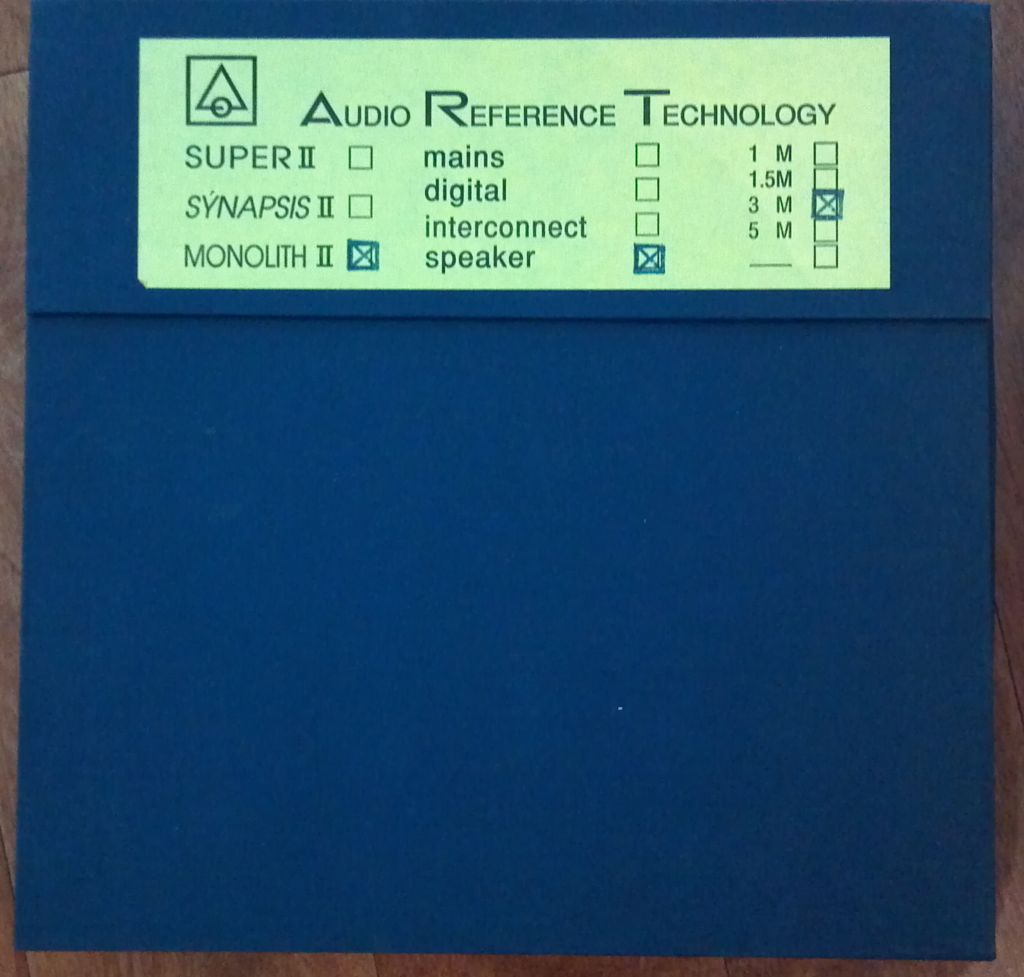 AUDIO REFERENCE TECHNOLOGY
SUPER II mains 1 M
SÝNAPSIS II digital 1.5M
interconnect 3 M
MONOLITH II speaker 5 M